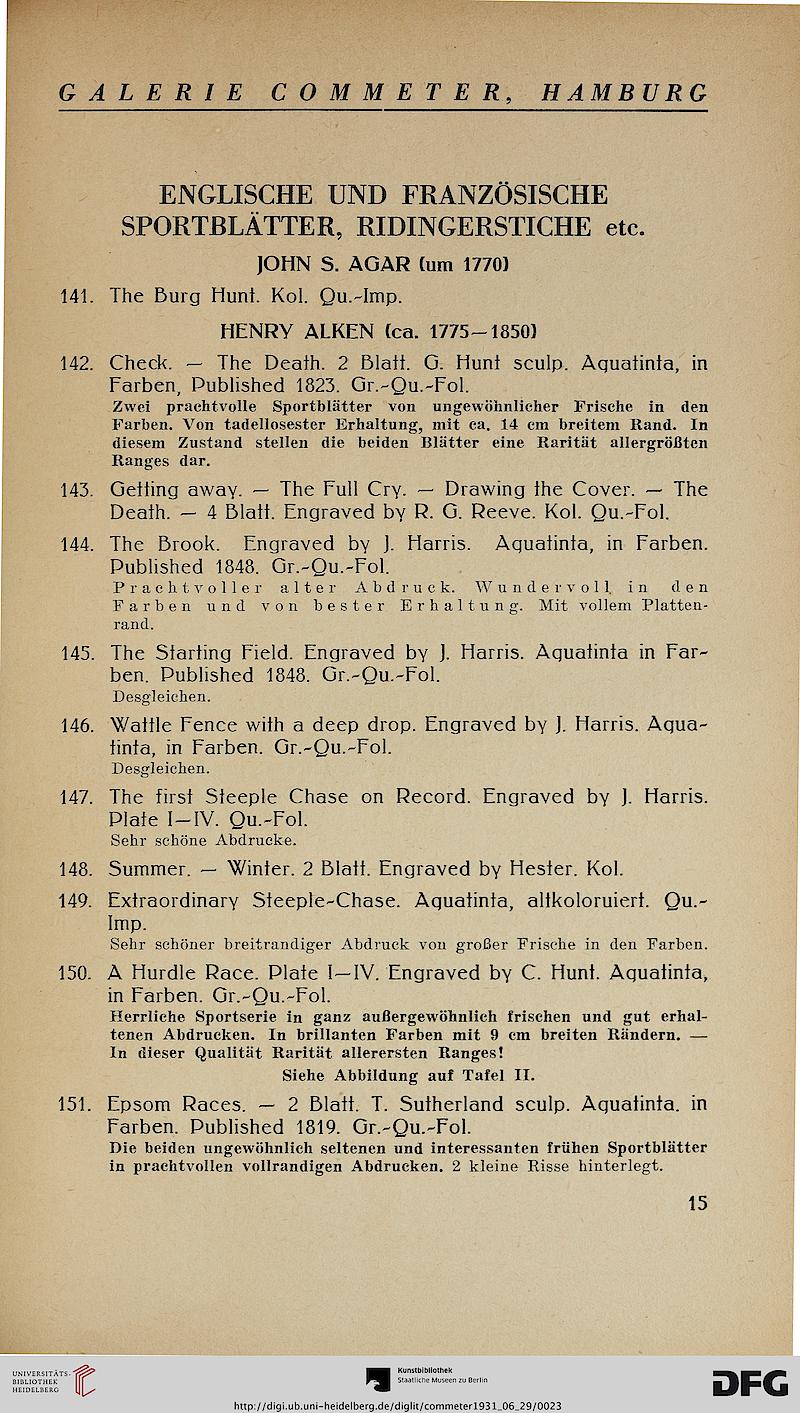 GALERIE COMMETER, HAMBURG
ENGLISCHE UND FRANZÖSISCHE
SPORTBLÄTTER, RIDINGERSTICHE etc.
JOHN S. AGAR (um 1770)
141. The Burg Hunt. Kol. Qu.-Imp.
HENRY ALKEN (ca. 1775—1850)
142. Check. — The Death. 2 Blatt. G. Hunt sculp. Aquatinta, in
Farben, Published 1823. Gr.-Qu.-Fol.
Zwei prachtvolle Sportblätter von ungewöhnlicher Frische in den
Farben. Von tadellosester Erhaltung, mit ca. 14 cm breitem Rand. In
diesem Zustand stellen die beiden Blätter eine Rarität allergrößten
Ranges dar.
143. Getting away. — The Full Cry. — Drawing the Cover. — The
Death. — 4 Blatt. Engraved by R. G. Reeve. Kol. Qu.-Fol.
144. The Brook. Engraved by J. Harris. Aquatinta, in Farben.
Published 1848. Gr.-Qu.-Fol.
Prachtvoller alter Abdruck. Wundervoll in den
Farben und von bester Erhaltung. Mit vollem Platten-
rand.
145. The Starting Field. Engraved by J. Harris. Aquatinta in Far-
ben. Published 1848. Gr.-Qu.-Fol.
Desgleichen.
146. Wattle Fence with a deep drop. Engraved by J. Harris. Aqua-
tinta, in Farben. Gr.-Qu.-Fol.
Desgleichen.
147. The first Steeple Chase on Record. Engraved by J. Harris.
Plate I—IV. Qu.-Fol.
Sehr schöne Abdrucke.
148. Summer. — Winter. 2 Blatt. Engraved by Hester. Kol.
149. Extraordinary Steeple-Chase. Aquatinta, altkoloruiert. Qu.-
Imp.
Sehr schöner breitrandiger Abdruck von großer Frische in den Farben.
150. A Hurdle Race. Plate I—IV. Engraved by C. Hunt. Aquatinta,
in Farben. Gr.-Qu.-Fol.
Herrliche Sportserie in ganz außergewöhnlich frischen und gut erhal-
tenen Abdrucken. In brillanten Farben mit 9 cm breiten Rändern. —
In dieser Qualität Rarität allerersten Ranges!
Siehe Abbildung auf Tafel II.
151. Epsom Races. — 2 Blatt. T. Sutherland sculp. Aquatinta. in
Farben. Published 1819. Gr.-Qu.-Fol.
Die beiden ungewöhnlich seltenen und interessanten frühen Sportblätter
in prachtvollen vollrandigen Abdrucken. 2 kleine Risse hinterlegt.
15
UNIVERSITÄTS-
BIBLIOTHEK
HEIDELBERG
Kunstbibliothek
Staatliche Museen zu Berlin
DFG
http://digi.ub.uni-heidelberg.de/diglit/commeter1931_06_29/0023